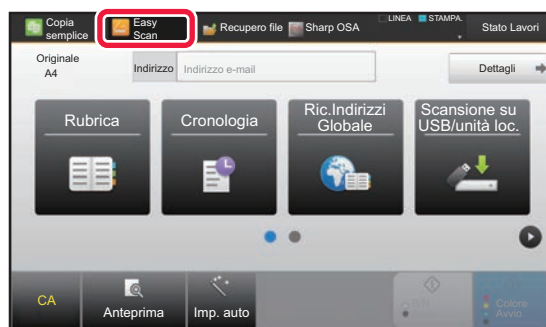 Copia
semplice
Easy
Scan
Recupero file
Sharp OSA
LINEA
STAMPA.
Stato Lavori
Originale
A4
Indirizzo
Indirizzo e-mail
Dettagli
Rubrica
Cronologia
Ric.Indirizzi
Globale
Scansione su
USB/unità loc.
CA
Anteprima
Imp. auto
Colore
Avvio